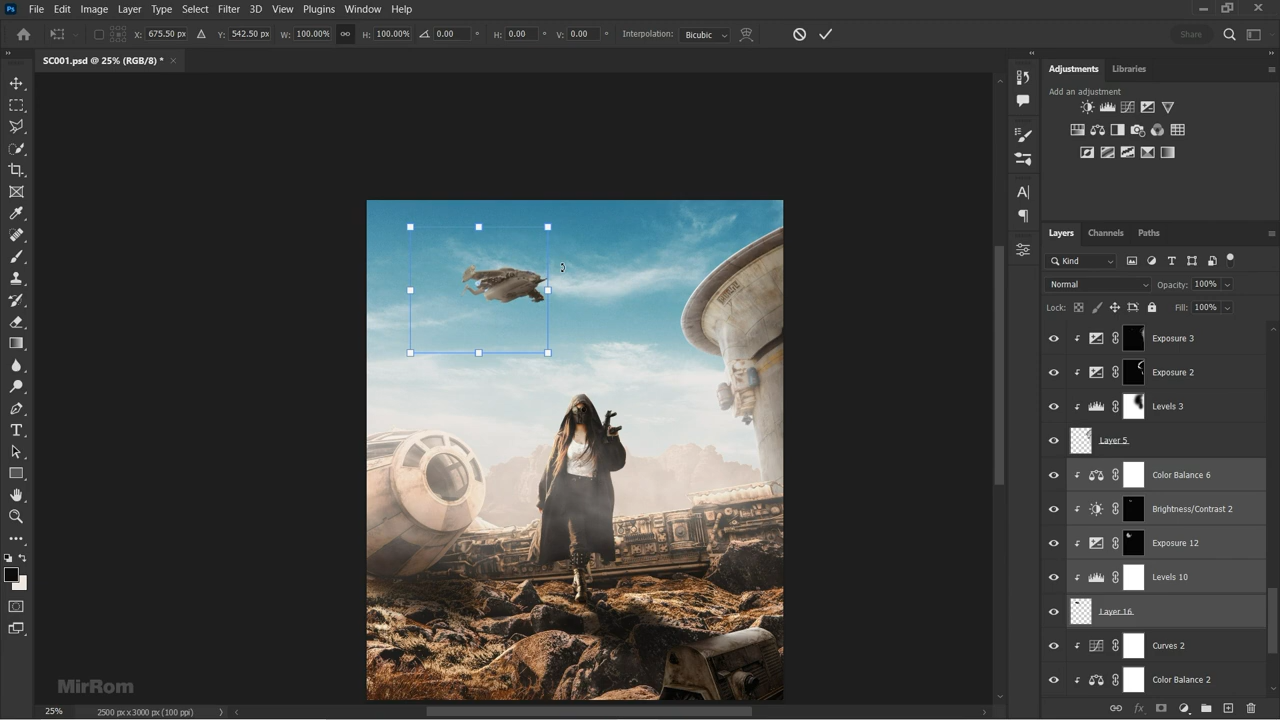 File Edit Image Layer Type Select Filter 3D View Plugins Window Help
X: 675.50 px Y: 542.50 px W: 100.00% H: 100.00% 0.00 ° H: 0.00 ° V: 0.00 ° Interpolation: Bicubic Share
SC001.psd @ 25% (RGB/8) *
Adjustments Libraries
Add an adjustment
Layers Channels Paths
Kind
Normal Opacity: 100%
Lock: Fill: 100%
Exposure 3
Exposure 2
Levels 3
Layer 5
Color Balance 6
Brightness/Contrast 2
Exposure 12
Levels 10
Layer 16
Curves 2
Color Balance 2
MirRom
25% 2500 px x 3000 px (100 ppi)